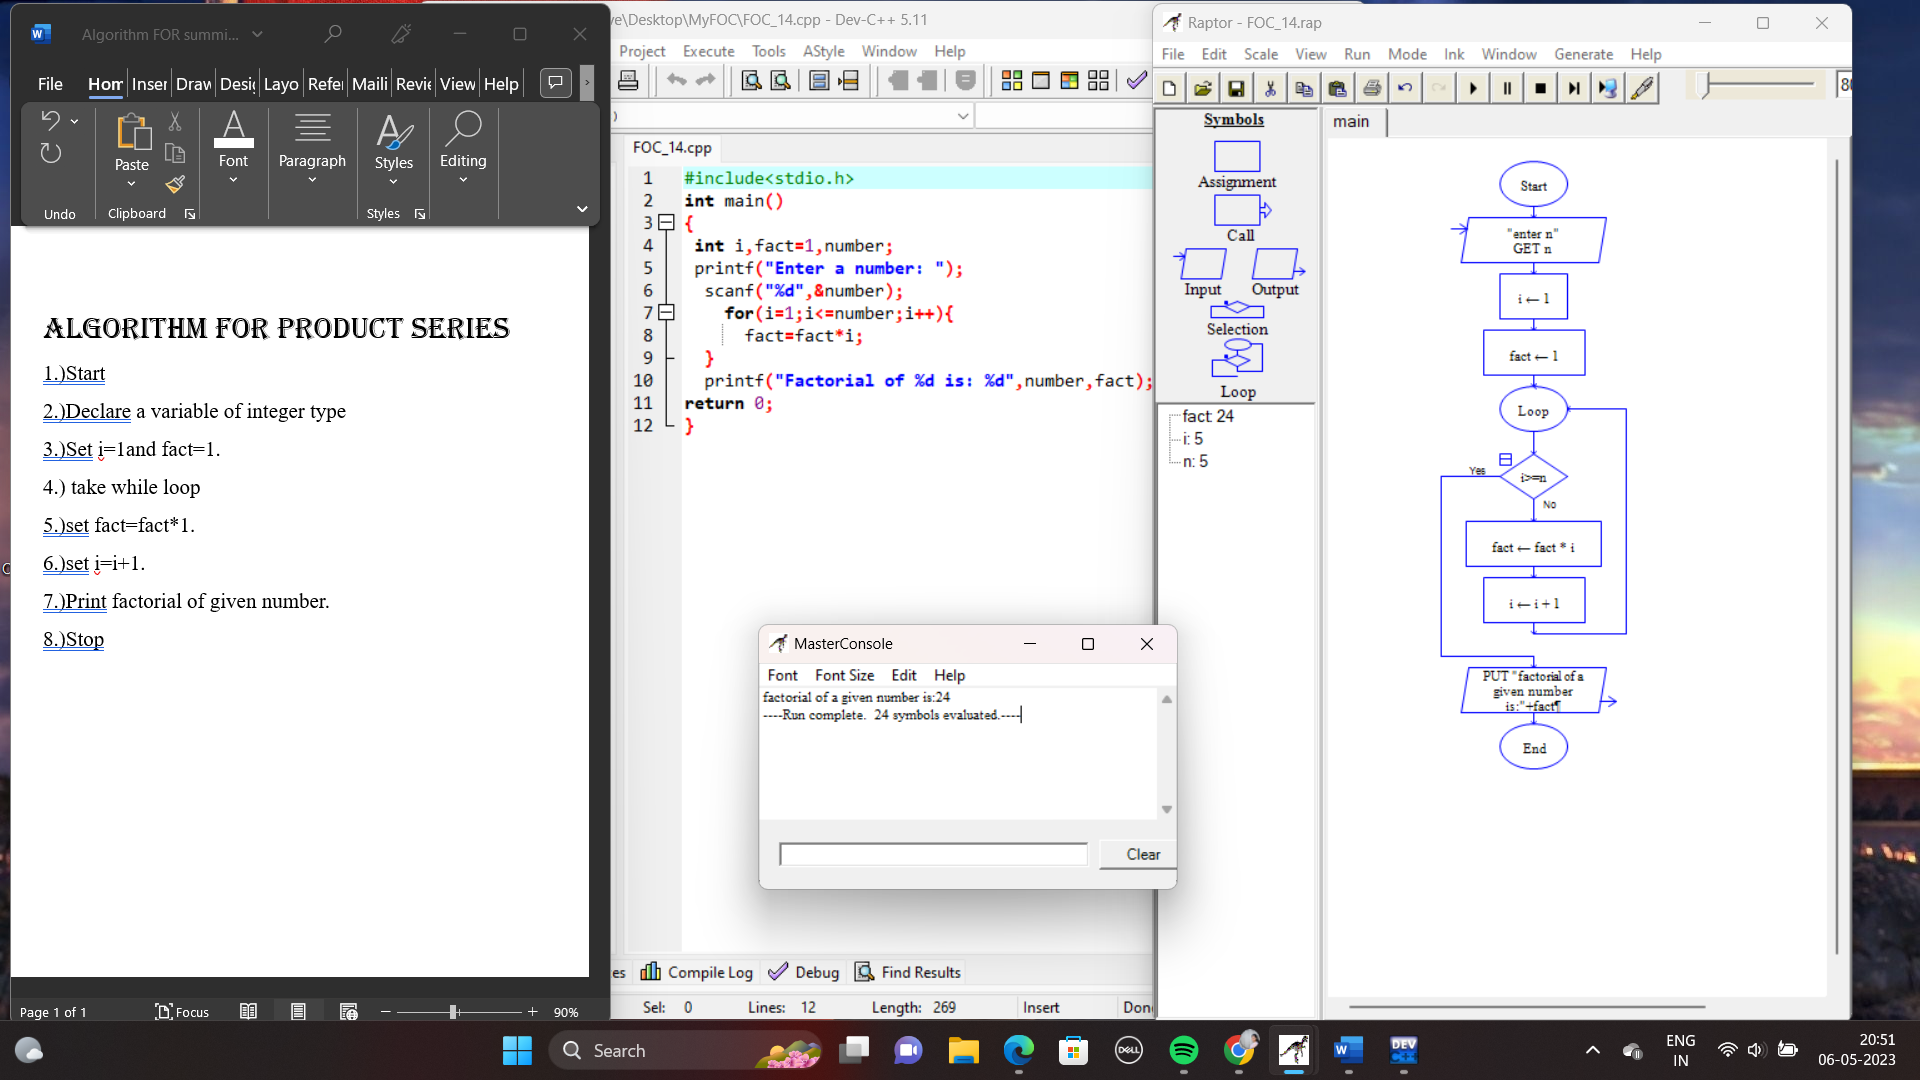 Algorithm FOR summi...
File Hom Inser Draw Desig Layo Refe Maili Revie View Help
Paste
Font
Paragraph
Styles
Editing
Undo
Clipboard
Styles
ALGORITHM FOR PRODUCT SERIES
1.)Start
2.)Declare a variable of integer type
3.)Set i=1and fact=1.
4.) take while loop
5.)set fact=fact*1.
6.)set i=i+1.
7.)Print factorial of given number.
8.)Stop
Page 1 of 1
Focus
90%
ve\Desktop\MyFOC\FOC_14.cpp - Dev-C++ 5.11
Project Execute Tools AStyle Window Help
FOC_14.cpp
1 #include<stdio.h>
2 int main()
3 {
4 int i,fact=1,number;
5 printf("Enter a number: ");
6 scanf("%d",&number);
7 for(i=1;i<=number;i++){
8 fact=fact*i;
9 }
10 printf("Factorial of %d is: %d",number,fact);
11 return 0;
12 }
es Compile Log Debug Find Results
Sel: 0 Lines: 12 Length: 269 Insert Don
MasterConsole
Font Font Size Edit Help
factorial of a given number is:24
----Run complete. 24 symbols evaluated.----
Clear
Raptor - FOC_14.rap
File Edit Scale View Run Mode Ink Window Generate Help
80
Symbols
Assignment
Call
Input Output
Selection
Loop
fact: 24
i: 5
n: 5
main
Start
"enter n"
GET n
i ← 1
fact ← 1
Loop
Yes
i>=n
No
fact ← fact * i
i ← i + 1
PUT "factorial of a
given number
is:"+fact¶
End
Search
DELL
DEV
C++
ENG
IN
20:51
06-05-2023